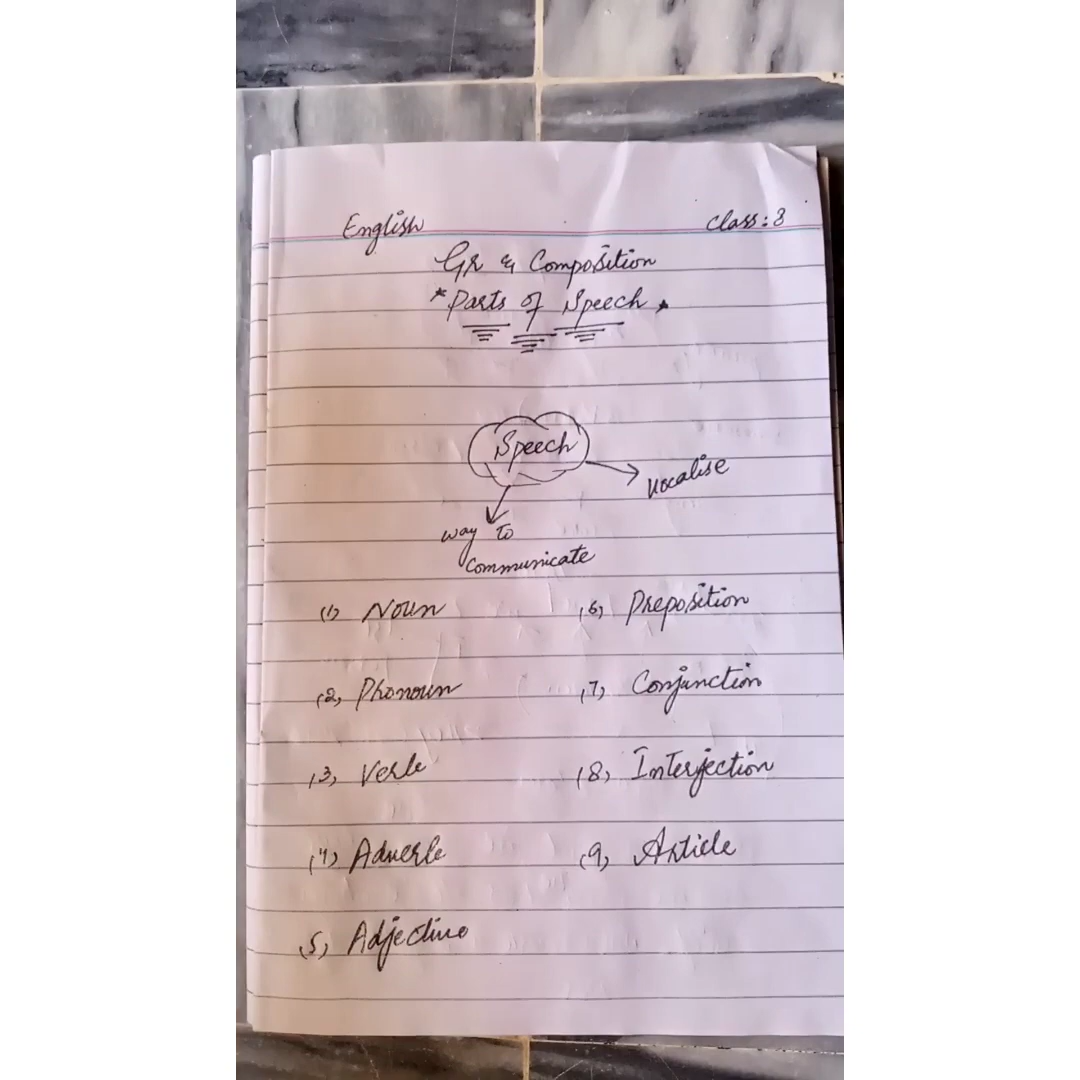 English Class: 8
Gr & Composition
* Parts of Speech *
Speech
vocalise
way to
communicate
(1) Noun (6) Preposition
(2) Pronoun (7) Conjunction
(3) Verb (8) Interjection
(4) Adverb (9) Article
(5) Adjective